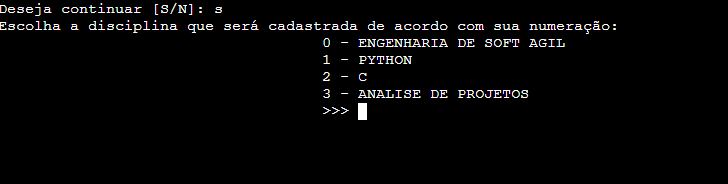 Deseja continuar [S/N]: s
Escolha a disciplina que será cadastrada de acordo com sua numeração:
0 - ENGENHARIA DE SOFT AGIL
1 - PYTHON
2 - C
3 - ANALISE DE PROJETOS
>>>